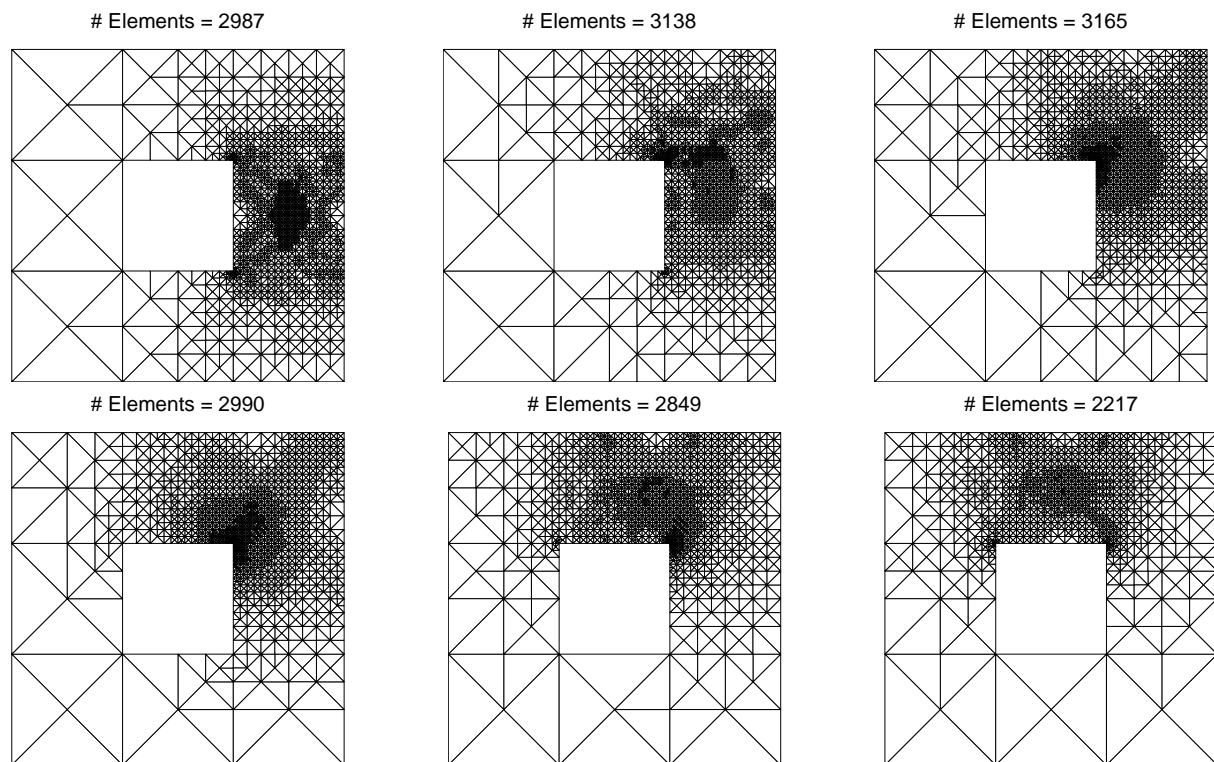 # Elements = 2987
# Elements = 3138
# Elements = 3165
# Elements = 2990
# Elements = 2849
# Elements = 2217